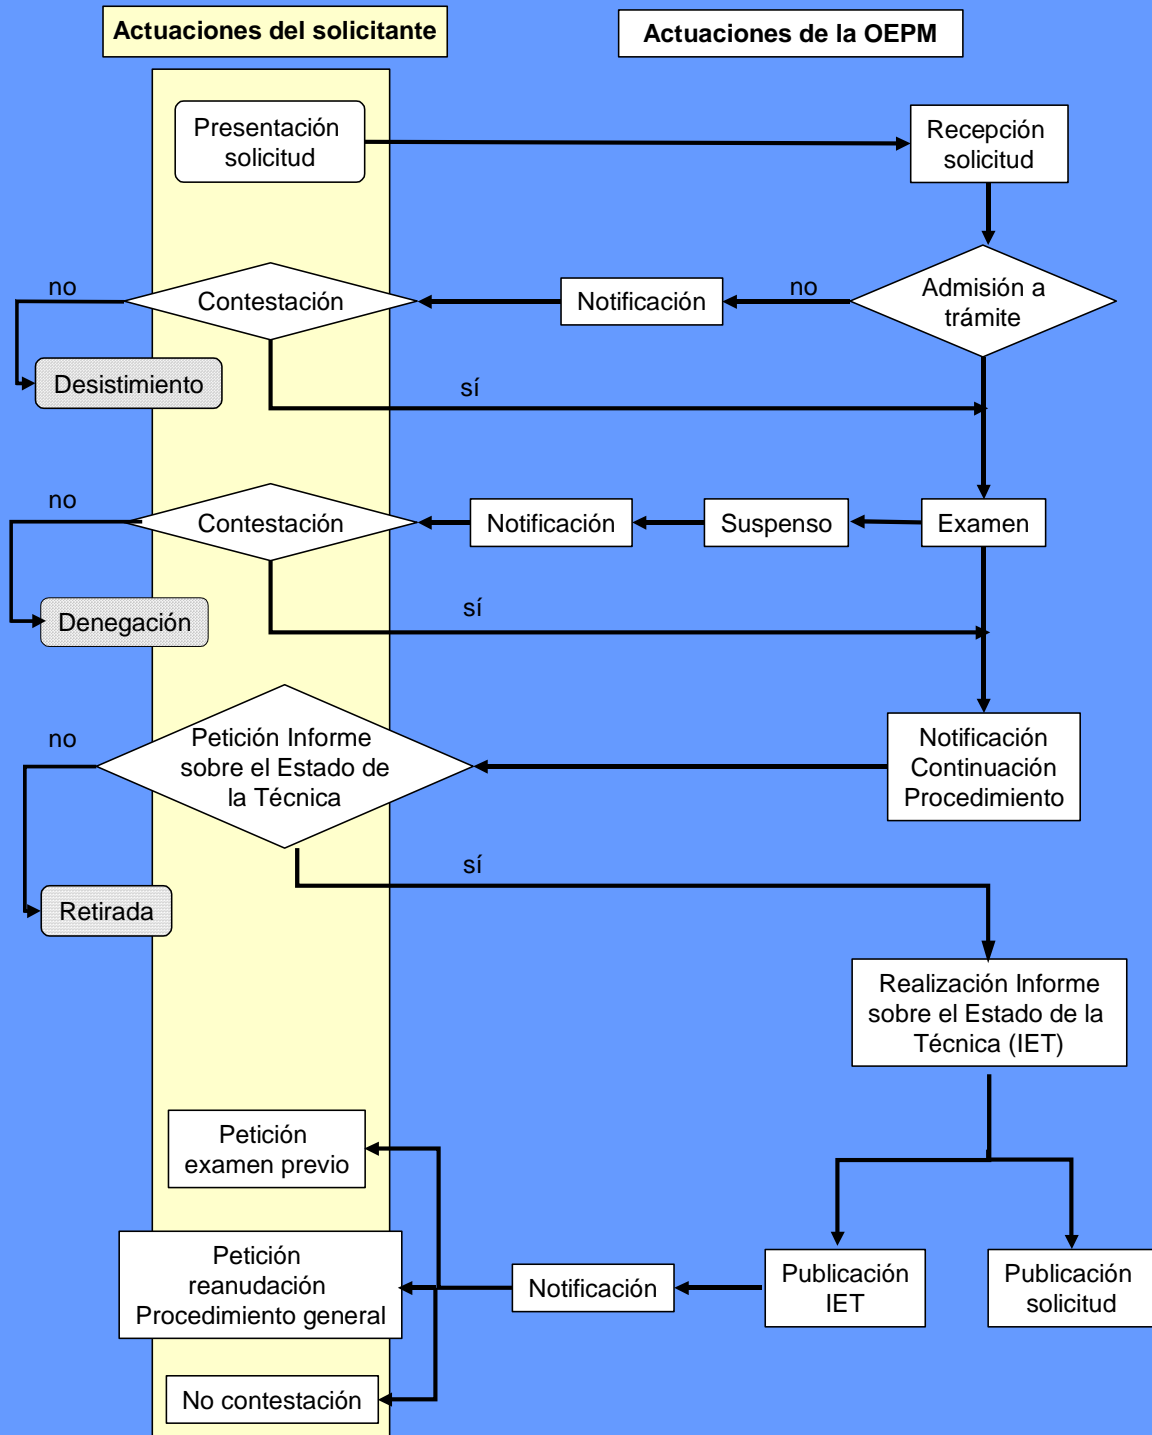 Actuaciones del solicitante
Actuaciones de la OEPM
Presentación
solicitud
Recepción
solicitud
no
Contestación
Notificación
no
Admisión a
trámite
Desistimiento
sí
no
Contestación
Notificación
Suspenso
Examen
Denegación
sí
no
Petición Informe
sobre el Estado de
la Técnica
Notificación
Continuación
Procedimiento
sí
Retirada
Realización Informe
sobre el Estado de la
Técnica (IET)
Petición
examen previo
Petición
reanudación
Procedimiento general
Notificación
Publicación
IET
Publicación
solicitud
No contestación